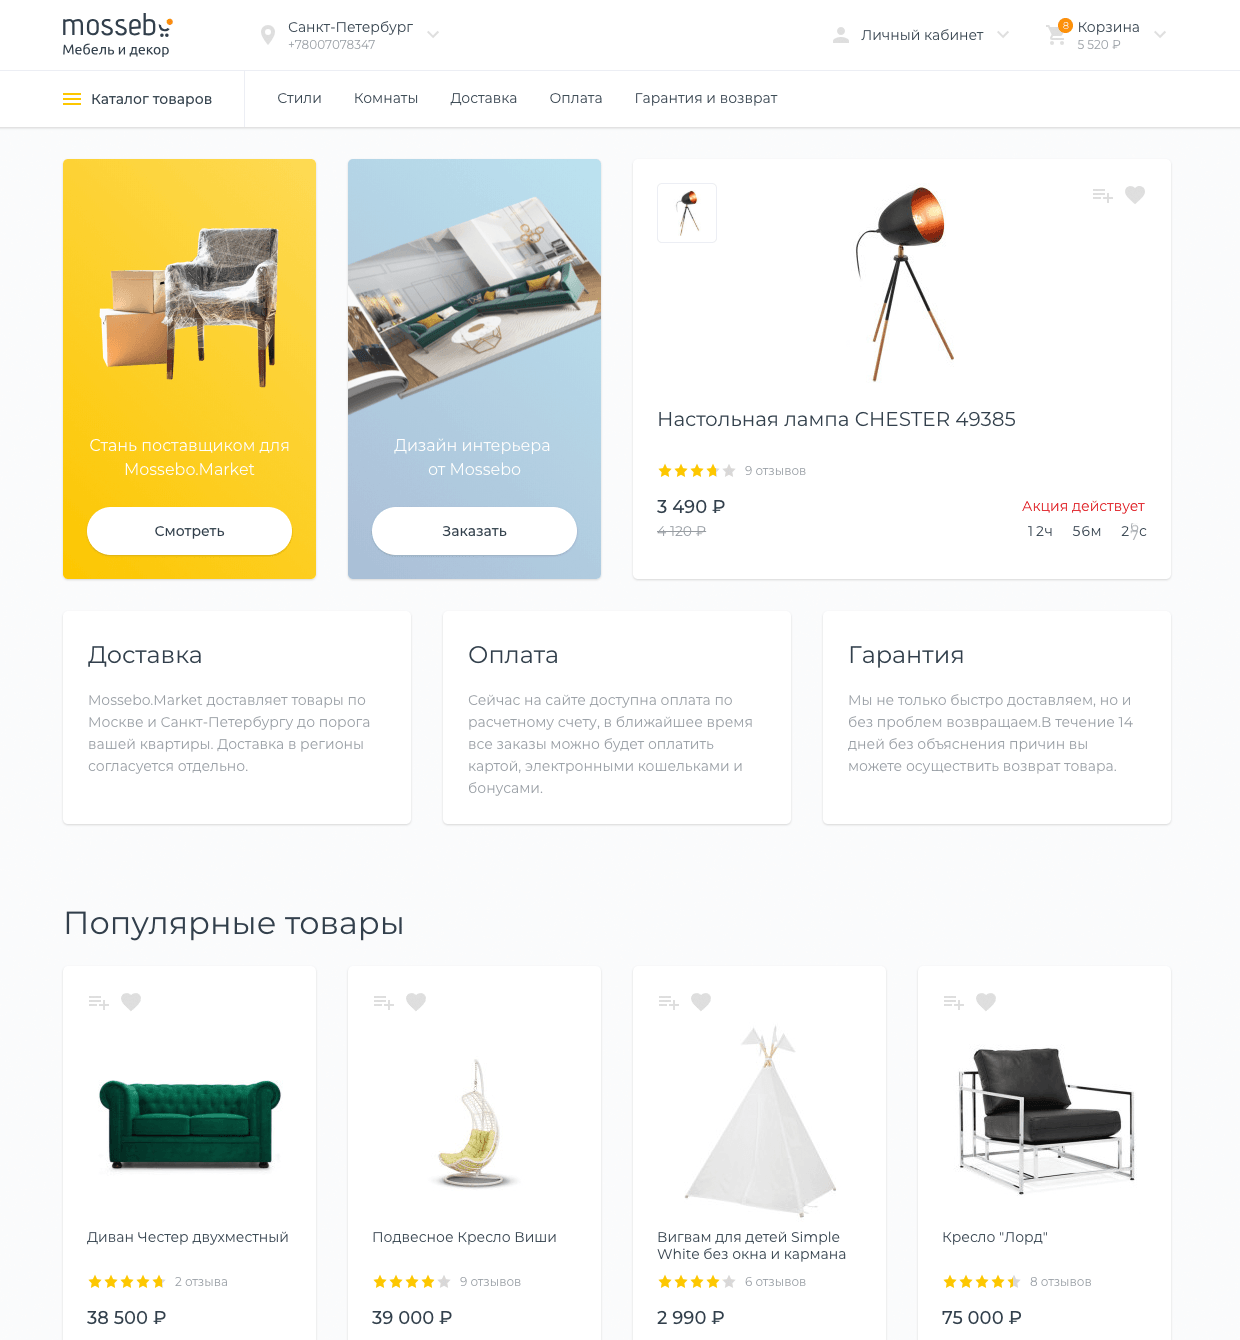 mossebo
Мебель и декор
Санкт-Петербург
+78007078347
Личный кабинет
8
Корзина
5 520 ₽
Каталог товаров
Стили
Комнаты
Доставка
Оплата
Гарантия и возврат
Стань поставщиком для
Mossebo.Market
Смотреть
Дизайн интерьера
от Mossebo
Заказать
Настольная лампа CHESTER 49385
9 отзывов
3 490 ₽
4 120 ₽
Акция действует
12ч 56м
Доставка
Mossebo.Market доставляет товары по
Москве и Санкт-Петербургу до порога
вашей квартиры. Доставка в регионы
согласуется отдельно.
Оплата
Сейчас на сайте доступна оплата по
расчетному счету, в ближайшее время
все заказы можно будет оплатить
картой, электронными кошельками и
бонусами.
Гарантия
Мы не только быстро доставляем, но и
без проблем возвращаем.В течение 14
дней без объяснения причин вы
можете осуществить возврат товара.
Популярные товары
Диван Честер двухместный
2 отзыва
38 500 ₽
Подвесное Кресло Виши
9 отзывов
39 000 ₽
Вигвам для детей Simple
White без окна и кармана
6 отзывов
2 990 ₽
Кресло "Лорд"
8 отзывов
75 000 ₽